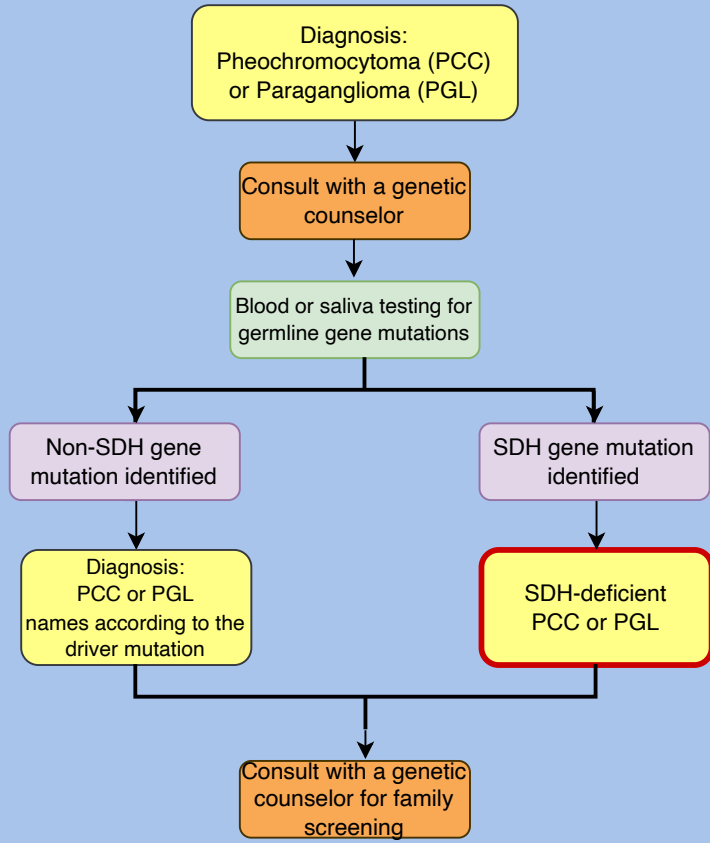 Diagnosis:
Pheochromocytoma (PCC)
or Paraganglioma (PGL)
Consult with a genetic
counselor
Blood or saliva testing for
germline gene mutations
Non-SDH gene
mutation identified
SDH gene mutation
identified
Diagnosis:
PCC or PGL
names according to the
driver mutation
SDH-deficient
PCC or PGL
Consult with a genetic
counselor for family
screening